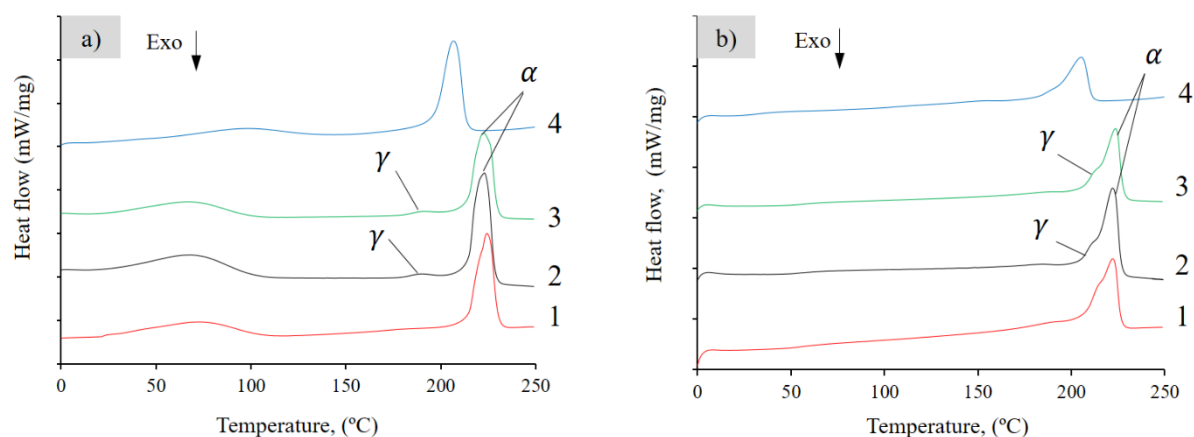 a)
Exo
α
γ
γ
4
3
2
1
Heat flow (mW/mg)
0 50 100 150 200 250
Temperature, (ºC)
b)
Exo
α
γ
γ
4
3
2
1
Heat flow, (mW/mg)
0 50 100 150 200 250
Temperature, (ºC)